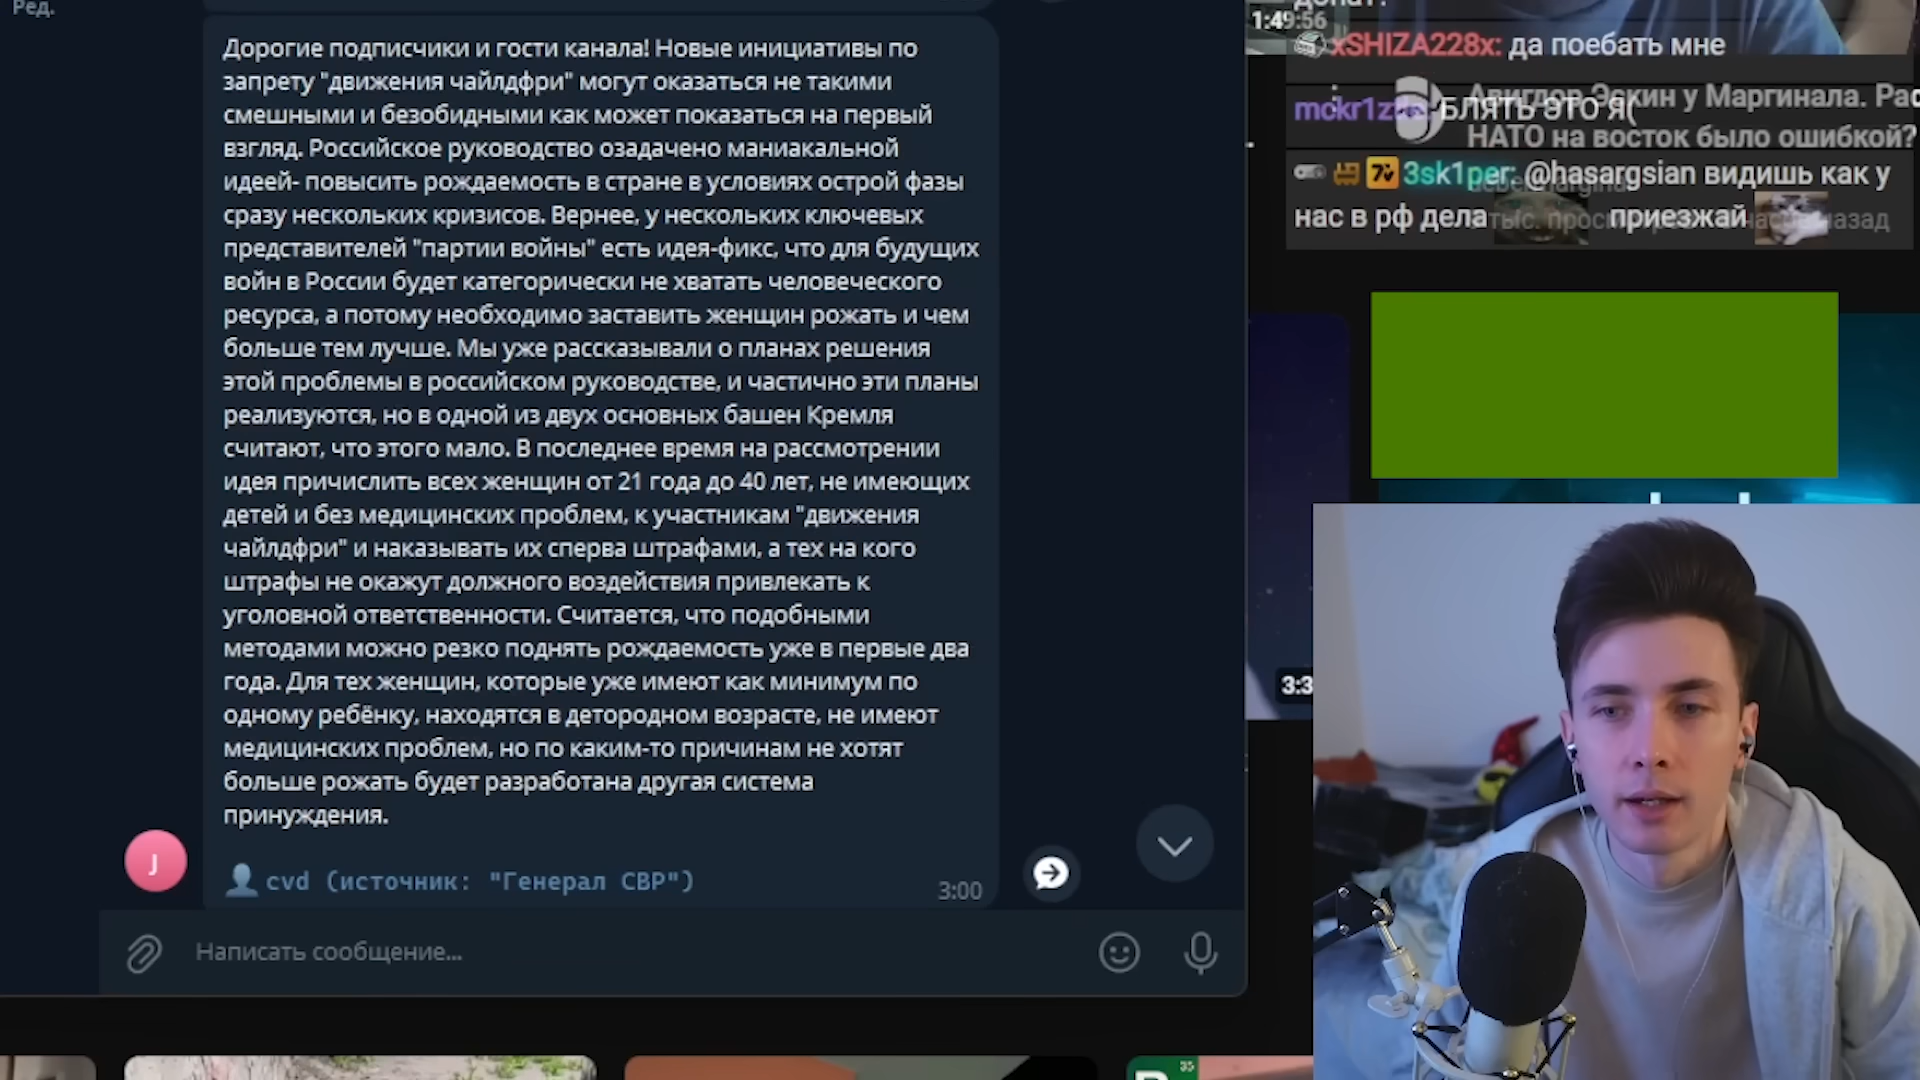 Ред.
Дорогие подписчики и гости канала! Новые инициативы по
запрету "движения чайлдфри" могут оказаться не такими
смешными и безобидными как может показаться на первый
взгляд. Российское руководство озадачено маниакальной
идеей- повысить рождаемость в стране в условиях острой фазы
сразу нескольких кризисов. Вернее, у нескольких ключевых
представителей "партии войны" есть идея-фикс, что для будущих
войн в России будет категорически не хватать человеческого
ресурса, а потому необходимо заставить женщин рожать и чем
больше тем лучше. Мы уже рассказывали о планах решения
этой проблемы в российском руководстве, и частично эти планы
реализуются, но в одной из двух основных башен Кремля
считают, что этого мало. В последнее время на рассмотрении
идея причислить всех женщин от 21 года до 40 лет, не имеющих
детей и без медицинских проблем, к участникам "движения
чайлдфри" и наказывать их сперва штрафами, а тех на кого
штрафы не окажут должного воздействия привлекать к
уголовной ответственности. Считается, что подобными
методами можно резко поднять рождаемость уже в первые два
года. Для тех женщин, которые уже имеют как минимум по
одному ребёнку, находятся в детородном возрасте, не имеют
медицинских проблем, но по каким-то причинам не хотят
больше рожать будет разработана другая система
принуждения.
J
cvd (источник: "Генерал СВР")
3:00
Написать сообщение...
донат?
1:49:56
xSHIZA228x: да поебать мне
БЛЯТЬ ЭТО Я(
Авигдор Эскин у Маргинала.
НАТО на восток было ошибкой?
3sk1per: @hasargsian видишь как у
нас в рф дела приезжай
назад
3:3
35